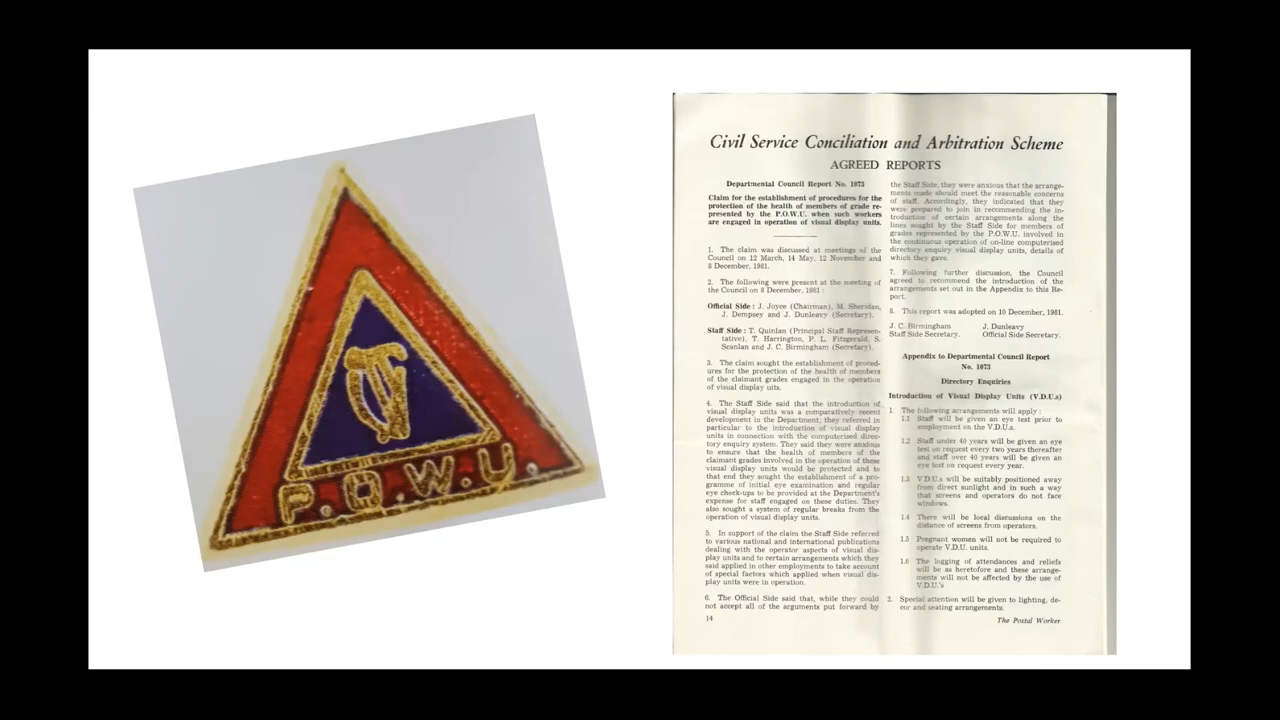 P.O.W.U.
Civil Service Conciliation and Arbitration Scheme
AGREED REPORTS
Departmental Council Report No. 1073
Claim for the establishment of procedures for the
protection of the health of members of grade re-
presented by the P.O.W.U. when such workers
are engaged in operation of visual display units.
1. The claim was discussed at meetings of the
Council on 12 March, 14 May, 12 November and
8 December, 1981.
2. The following were present at the meeting of
the Council on 8 December, 1981 :
Official Side : J. Joyce (Chairman), M. Sheridan,
J. Dempsey and J. Dunleavy (Secretary).
Staff Side : T. Quinlan (Principal Staff Represen-
tative), T. Harrington, P. L. Fitzgerald, S.
Scanlan and J. C. Birmingham (Secretary).
3. The claim sought the establishment of proced-
ures for the protection of the health of members
of the claimant grades engaged in the operation
of visual display uits.
4. The Staff Side said that the introduction of
visual display units was a comparatively recent
development in the Department; they referred in
particular to the introduction of visual display
units in connection with the computerised direc-
tory enquiry system. They said they were anxious
to ensure that the health of members of the
claimant grades involved in the operation of these
visual display units would be protected and to
that end they sought the establishment of a pro-
gramme of initial eye examination and regular
eye check-ups to be provided at the Department's
expense for staff engaged on these duties. They
also sought a system of regular breaks from the
operation of visual display units.
5. In support of the claim the Staff Side referred
to various national and international publications
dealing with the operator aspects of visual dis-
play units and to certain arrangements which they
said applied in other employments to take account
of special factors which applied when visual dis-
play units were in operation.
6. The Official Side said that, while they could
not accept all of the arguments put forward by
14
the Staff Side, they were anxious that the arrange-
ments made should meet the reasonable concerns
of staff. Accordingly, they indicated that they
were prepared to join in recommending the in-
troduction of certain arrangements along the
lines sought by the Staff Side for members of
grades represented by the P.O.W.U. involved in
the continuous operation of on-line computerised
directory enquiry visual display units, details of
which they gave.
7. Following further discussion, the Council
agreed to recommend the introduction of the
arrangements set out in the Appendix to this Re-
port.
8. This report was adopted on 10 December, 1981.
J. C. Birmingham J. Dunleavy
Staff Side Secretary. Official Side Secretary.
Appendix to Departmental Council Report
No. 1073
Directory Enquiries
Introduction of Visual Display Units (V.D.U.s)
1. The following arrangements will apply :
1.1 Staff will be given an eye test prior to
employment on the V.D.U.s.
1.2 Staff under 40 years will be given an eye
test on request every two years thereafter
and staff over 40 years will be given an
eye test on request every year.
1.3 V.D.U.s will be suitably positioned away
from direct sunlight and in such a way
that screens and operators do not face
windows.
1.4 There will be local discussions on the
distance of screens from operators.
1.5 Pregnant women will not be required to
operate V.D.U. units.
1.6 The logging of attendances and reliefs
will be as heretofore and these arrange-
ments will not be affected by the use of
V.D.U.'s
2. Special attention will be given to lighting, de-
cor and seating arrangements.
The Postal Worker